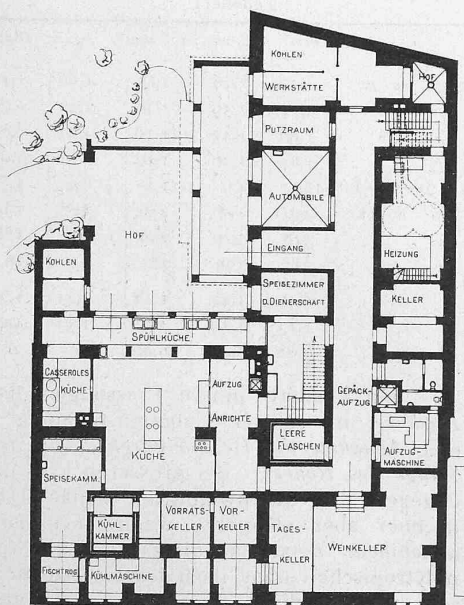 KOHLEN
WERKSTÄTTE
HOF
PUTZRAUM
AUTOMOBILE
HOF
EINGANG
HEIZUNG
KOHLEN
SPEISEZIMMER
D. DIENERSCHAFT
KELLER
SPÜHLKÜCHE
CASSEROLES
KÜCHE
AUFZUG
ANRICHTE
GEPÄCK-
AUFZUG
KÜCHE
LEERE
FLASCHEN
AUFZUG-
MASCHINE
SPEISEKAMM.
KÜHL-
KAMMER
VORRATS-
KELLER
VOR-
KELLER
TAGES-
KELLER
WEINKELLER
FISCHTROG
KÜHLMASCHINE